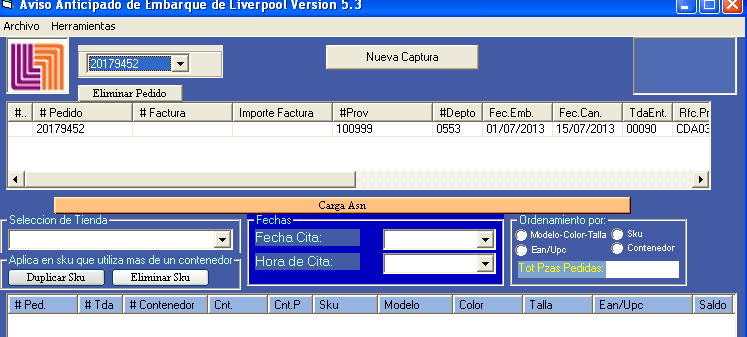 Aviso Anticipado de Embarque de Liverpool Version 5.3
Archivo Herramientas
20179452
Nueva Captura
Eliminar Pedido
#.. # Pedido # Factura Importe Factura #Prov #Depto Fec.Emb. Fec.Can. TdaEnt. Rfc.Pr
20179452 100999 0553 01/07/2013 15/07/2013 00090 CDA03
Carga Asn
Seleccion de Tienda
Fechas
Fecha Cita:
Hora de Cita:
Ordenamiento por:
Modelo-Color-Talla Sku
Ean/Upc Contenedor
Tot Pzas Pedidas:
Aplica en sku que utiliza mas de un contenedor
Duplicar Sku Eliminar Sku
# Ped. # Tda # Contenedor Cnt. Cnt.P Sku Modelo Color Talla Ean/Upc Saldo